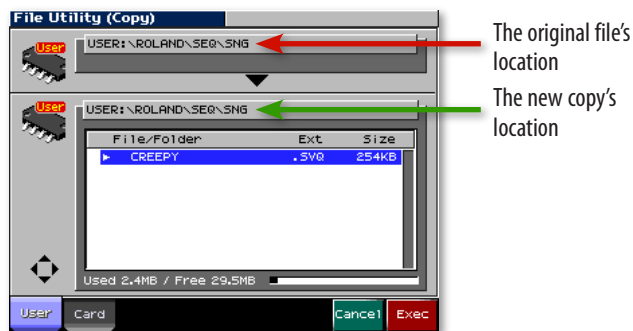 File Utility (Copy)
User
USER:\ROLAND\SEQ\SNG
The original file's
location
User
USER:\ROLAND\SEQ\SNG
The new copy's
location
File/Folder Ext Size
CREEPY .SVQ 254KB
Used 2.4MB / Free 29.5MB
User Card Cancel Exec